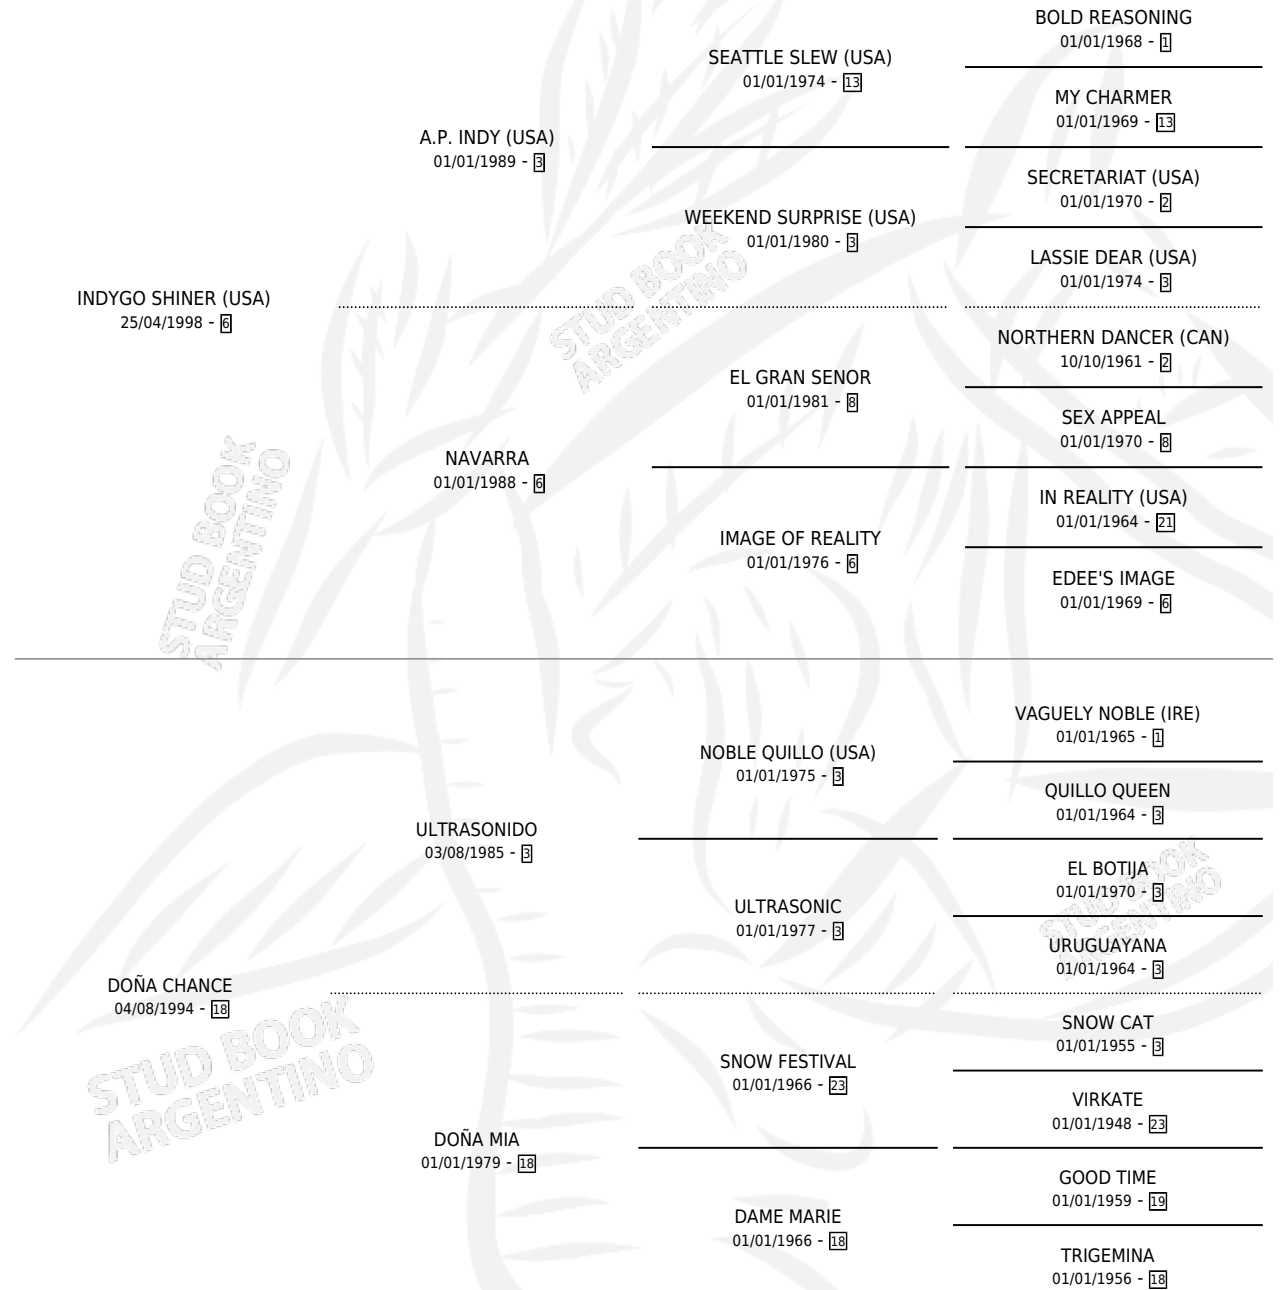 BOLD REASONING
01/01/1968 - 1
SEATTLE SLEW (USA)
01/01/1974 - 13
MY CHARMER
01/01/1969 - 13
A.P. INDY (USA)
01/01/1989 - 3
SECRETARIAT (USA)
01/01/1970 - 2
WEEKEND SURPRISE (USA)
01/01/1980 - 3
LASSIE DEAR (USA)
01/01/1974 - 3
INDYGO SHINER (USA)
25/04/1998 - 6
NORTHERN DANCER (CAN)
10/10/1961 - 2
EL GRAN SENOR
01/01/1981 - 8
SEX APPEAL
01/01/1970 - 8
NAVARRA
01/01/1988 - 6
IN REALITY (USA)
01/01/1964 - 21
IMAGE OF REALITY
01/01/1976 - 6
EDEE'S IMAGE
01/01/1969 - 6
VAGUELY NOBLE (IRE)
01/01/1965 - 1
NOBLE QUILLO (USA)
01/01/1975 - 3
QUILLO QUEEN
01/01/1964 - 3
ULTRASONIDO
03/08/1985 - 3
EL BOTIJA
01/01/1970 - 3
ULTRASONIC
01/01/1977 - 3
URUGUAYANA
01/01/1964 - 3
DOÑA CHANCE
04/08/1994 - 18
SNOW CAT
01/01/1955 - 3
SNOW FESTIVAL
01/01/1966 - 23
VIRKATE
01/01/1948 - 23
DOÑA MIA
01/01/1979 - 18
GOOD TIME
01/01/1959 - 19
DAME MARIE
01/01/1966 - 18
TRIGEMINA
01/01/1956 - 18
STUD BOOK
ARGENTINO
STUD BOOK
ARGENTINO
STUD BOOK
ARGENTINO
STUD BOOK
ARGENTINO